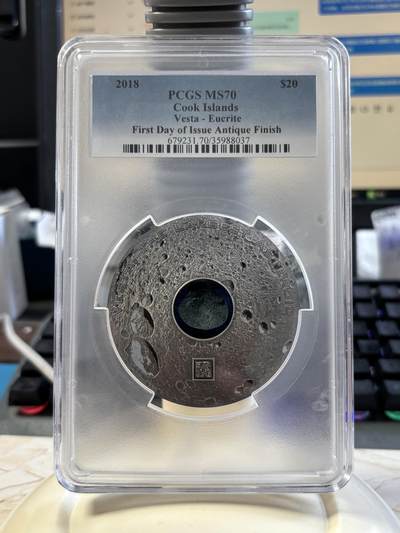 2018 $20
PCGS MS70
Cook Islands
Vesta - Eucrite
First Day of Issue Antique Finish
679231.70/35988037